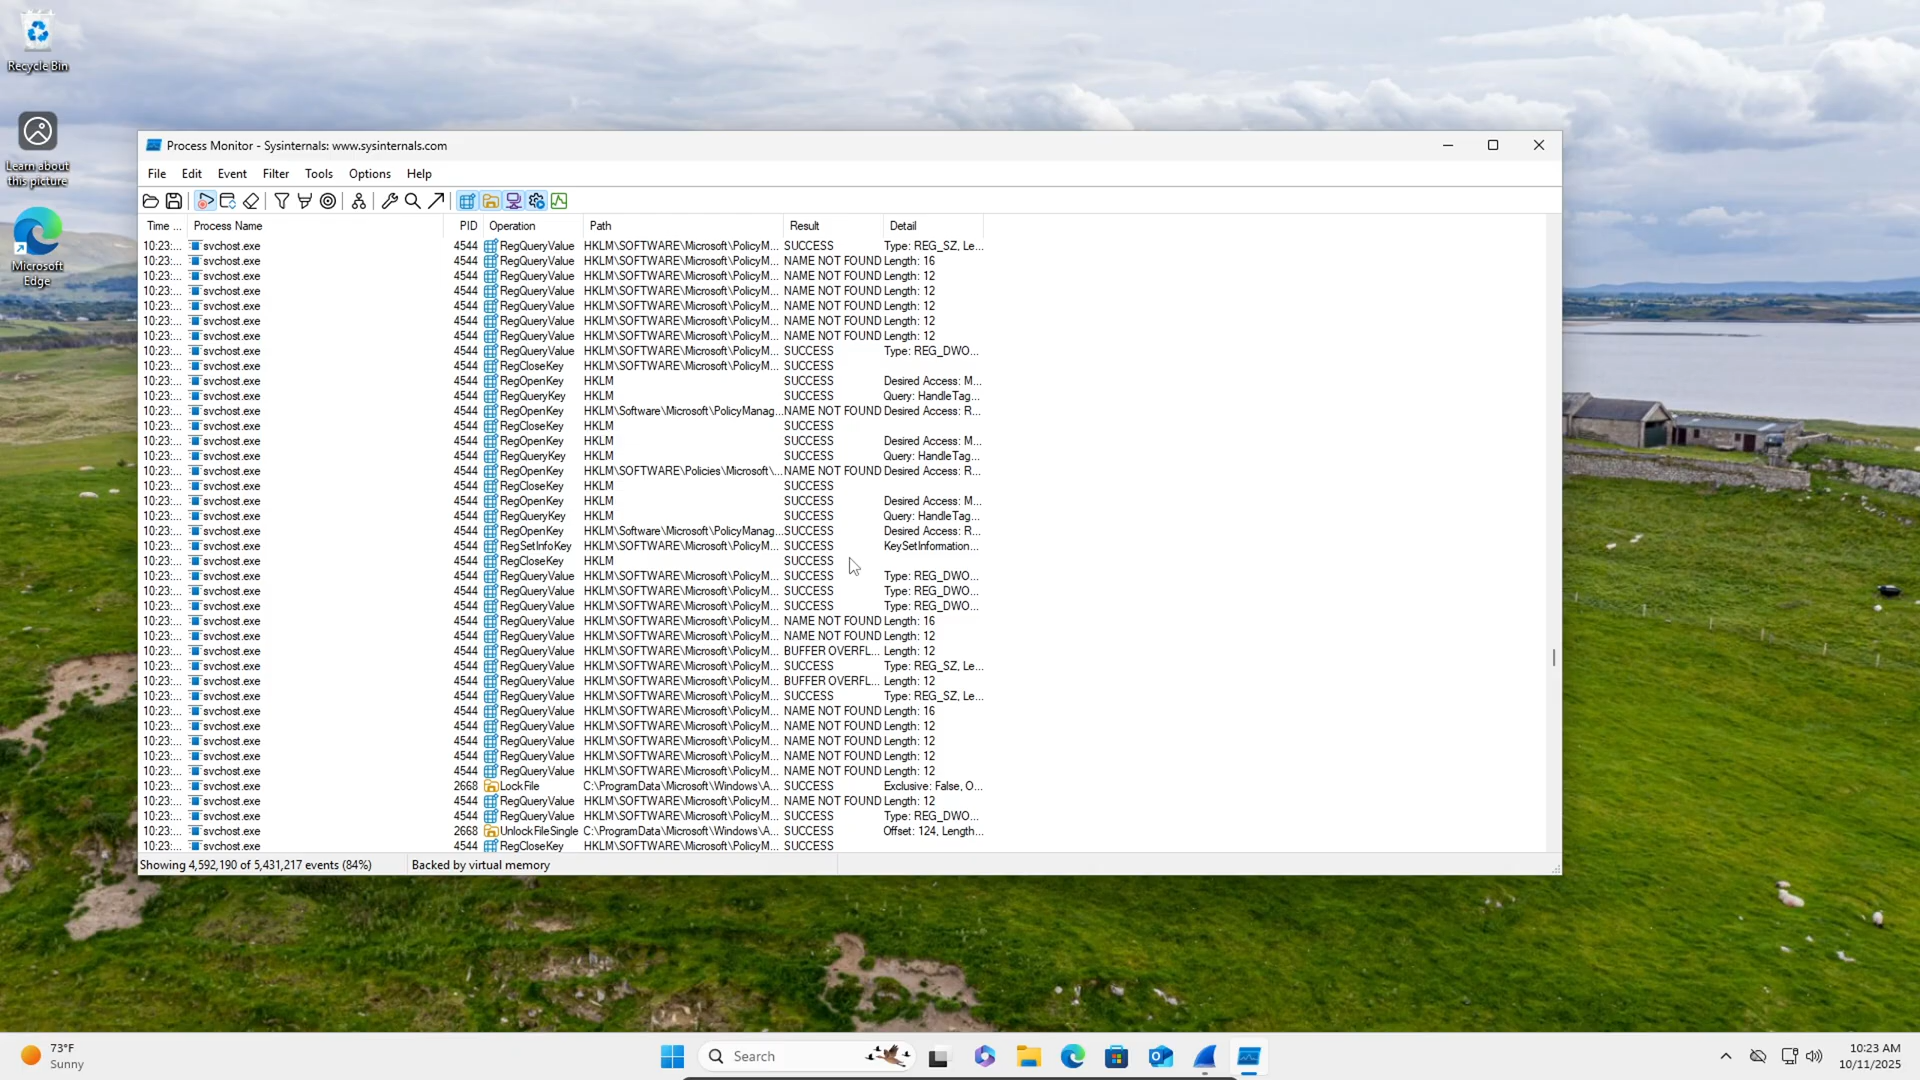 Recycle Bin
Learn about
this picture
Microsoft
Edge
Process Monitor - Sysinternals: www.sysinternals.com
File Edit Event Filter Tools Options Help
Time ... Process Name PID Operation Path Result Detail
10:23:... svchost.exe 4544 RegQueryValue HKLM\SOFTWARE\Microsoft\PolicyM... SUCCESS Type: REG_SZ, Le...
10:23:... svchost.exe 4544 RegQueryValue HKLM\SOFTWARE\Microsoft\PolicyM... NAME NOT FOUND Length: 16
10:23:... svchost.exe 4544 RegQueryValue HKLM\SOFTWARE\Microsoft\PolicyM... NAME NOT FOUND Length: 12
10:23:... svchost.exe 4544 RegQueryValue HKLM\SOFTWARE\Microsoft\PolicyM... NAME NOT FOUND Length: 12
10:23:... svchost.exe 4544 RegQueryValue HKLM\SOFTWARE\Microsoft\PolicyM... NAME NOT FOUND Length: 12
10:23:... svchost.exe 4544 RegQueryValue HKLM\SOFTWARE\Microsoft\PolicyM... NAME NOT FOUND Length: 12
10:23:... svchost.exe 4544 RegQueryValue HKLM\SOFTWARE\Microsoft\PolicyM... NAME NOT FOUND Length: 12
10:23:... svchost.exe 4544 RegQueryValue HKLM\SOFTWARE\Microsoft\PolicyM... SUCCESS Type: REG_DWO...
10:23:... svchost.exe 4544 RegCloseKey HKLM\SOFTWARE\Microsoft\PolicyM... SUCCESS
10:23:... svchost.exe 4544 RegOpenKey HKLM SUCCESS Desired Access: M...
10:23:... svchost.exe 4544 RegQueryKey HKLM SUCCESS Query: HandleTag...
10:23:... svchost.exe 4544 RegOpenKey HKLM\Software\Microsoft\PolicyManag... NAME NOT FOUND Desired Access: R...
10:23:... svchost.exe 4544 RegCloseKey HKLM SUCCESS
10:23:... svchost.exe 4544 RegOpenKey HKLM SUCCESS Desired Access: M...
10:23:... svchost.exe 4544 RegQueryKey HKLM SUCCESS Query: HandleTag...
10:23:... svchost.exe 4544 RegOpenKey HKLM\SOFTWARE\Policies\Microsoft\... NAME NOT FOUND Desired Access: R...
10:23:... svchost.exe 4544 RegCloseKey HKLM SUCCESS
10:23:... svchost.exe 4544 RegOpenKey HKLM SUCCESS Desired Access: M...
10:23:... svchost.exe 4544 RegQueryKey HKLM SUCCESS Query: HandleTag...
10:23:... svchost.exe 4544 RegOpenKey HKLM\Software\Microsoft\PolicyManag... SUCCESS Desired Access: R...
10:23:... svchost.exe 4544 RegSetInfoKey HKLM\SOFTWARE\Microsoft\PolicyM... SUCCESS KeySetInformation...
10:23:... svchost.exe 4544 RegCloseKey HKLM SUCCESS
10:23:... svchost.exe 4544 RegQueryValue HKLM\SOFTWARE\Microsoft\PolicyM... SUCCESS Type: REG_DWO...
10:23:... svchost.exe 4544 RegQueryValue HKLM\SOFTWARE\Microsoft\PolicyM... SUCCESS Type: REG_DWO...
10:23:... svchost.exe 4544 RegQueryValue HKLM\SOFTWARE\Microsoft\PolicyM... SUCCESS Type: REG_DWO...
10:23:... svchost.exe 4544 RegQueryValue HKLM\SOFTWARE\Microsoft\PolicyM... NAME NOT FOUND Length: 16
10:23:... svchost.exe 4544 RegQueryValue HKLM\SOFTWARE\Microsoft\PolicyM... NAME NOT FOUND Length: 12
10:23:... svchost.exe 4544 RegQueryValue HKLM\SOFTWARE\Microsoft\PolicyM... BUFFER OVERFL... Length: 12
10:23:... svchost.exe 4544 RegQueryValue HKLM\SOFTWARE\Microsoft\PolicyM... SUCCESS Type: REG_SZ, Le...
10:23:... svchost.exe 4544 RegQueryValue HKLM\SOFTWARE\Microsoft\PolicyM... BUFFER OVERFL... Length: 12
10:23:... svchost.exe 4544 RegQueryValue HKLM\SOFTWARE\Microsoft\PolicyM... SUCCESS Type: REG_SZ, Le...
10:23:... svchost.exe 4544 RegQueryValue HKLM\SOFTWARE\Microsoft\PolicyM... NAME NOT FOUND Length: 16
10:23:... svchost.exe 4544 RegQueryValue HKLM\SOFTWARE\Microsoft\PolicyM... NAME NOT FOUND Length: 12
10:23:... svchost.exe 4544 RegQueryValue HKLM\SOFTWARE\Microsoft\PolicyM... NAME NOT FOUND Length: 12
10:23:... svchost.exe 4544 RegQueryValue HKLM\SOFTWARE\Microsoft\PolicyM... NAME NOT FOUND Length: 12
10:23:... svchost.exe 4544 RegQueryValue HKLM\SOFTWARE\Microsoft\PolicyM... NAME NOT FOUND Length: 12
10:23:... svchost.exe 2668 LockFile C:\ProgramData\Microsoft\Windows\A... SUCCESS Exclusive: False, O...
10:23:... svchost.exe 4544 RegQueryValue HKLM\SOFTWARE\Microsoft\PolicyM... NAME NOT FOUND Length: 12
10:23:... svchost.exe 4544 RegQueryValue HKLM\SOFTWARE\Microsoft\PolicyM... SUCCESS Type: REG_DWO...
10:23:... svchost.exe 2668 UnlockFileSingle C:\ProgramData\Microsoft\Windows\A... SUCCESS Offset: 124, Length...
10:23:... svchost.exe 4544 RegCloseKey HKLM\SOFTWARE\Microsoft\PolicyM... SUCCESS
Showing 4,592,190 of 5,431,217 events (84%) Backed by virtual memory
73°F
Sunny
Search
10:23 AM
10/11/2025